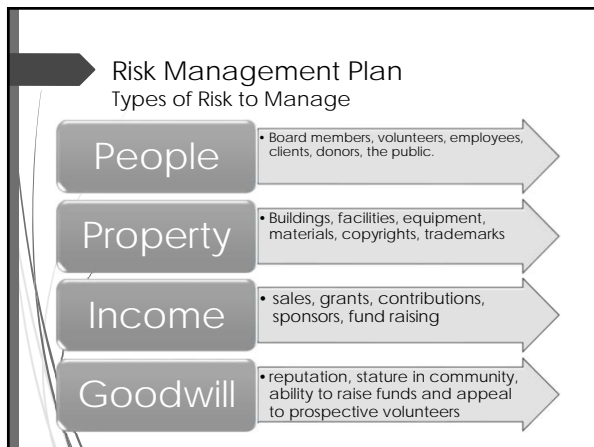 Risk Management Plan
Types of Risk to Manage
People
• Board members, volunteers, employees,
clients, donors, the public.
Property
• Buildings, facilities, equipment,
materials, copyrights, trademarks
Income
• sales, grants, contributions,
sponsors, fund raising
Goodwill
• reputation, stature in community,
ability to raise funds and appeal
to prospective volunteers